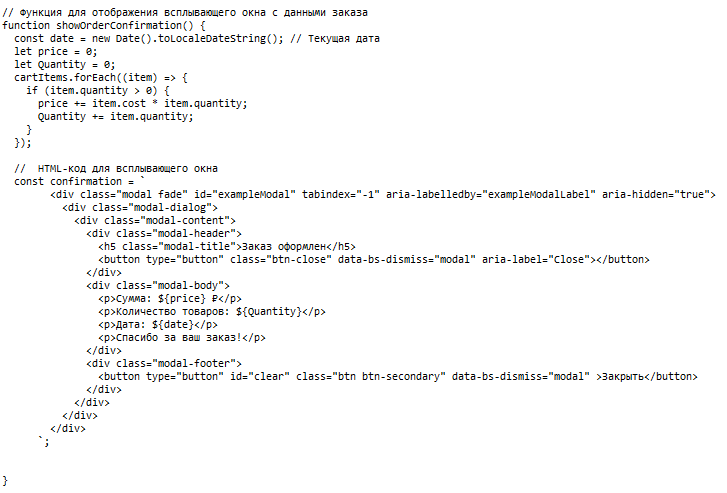 // Функция для отображения всплывающего окна с данными заказа
function showOrderConfirmation() {
  const date = new Date().toLocaleDateString(); // Текущая дата
  let price = 0;
  let Quantity = 0;
  cartItems.forEach((item) => {
    if (item.quantity > 0) {
      price += item.cost * item.quantity;
      Quantity += item.quantity;
    }
  });

  //  HTML-код для всплывающего окна
  const confirmation = `
        <div class="modal fade" id="exampleModal" tabindex="-1" aria-labelledby="exampleModalLabel" aria-hidden="true">
          <div class="modal-dialog">
            <div class="modal-content">
              <div class="modal-header">
                <h5 class="modal-title">Заказ оформлен</h5>
                <button type="button" class="btn-close" data-bs-dismiss="modal" aria-label="Close"></button>
              </div>
              <div class="modal-body">
                <p>Сумма: ${price} ₽</p>
                <p>Количество товаров: ${Quantity}</p>
                <p>Дата: ${date}</p>
                <p>Спасибо за ваш заказ!</p>
              </div>
              <div class="modal-footer">
                <button type="button" id="clear" class="btn btn-secondary" data-bs-dismiss="modal" >Закрыть</button>
              </div>
            </div>
          </div>
        </div>
      `;


}